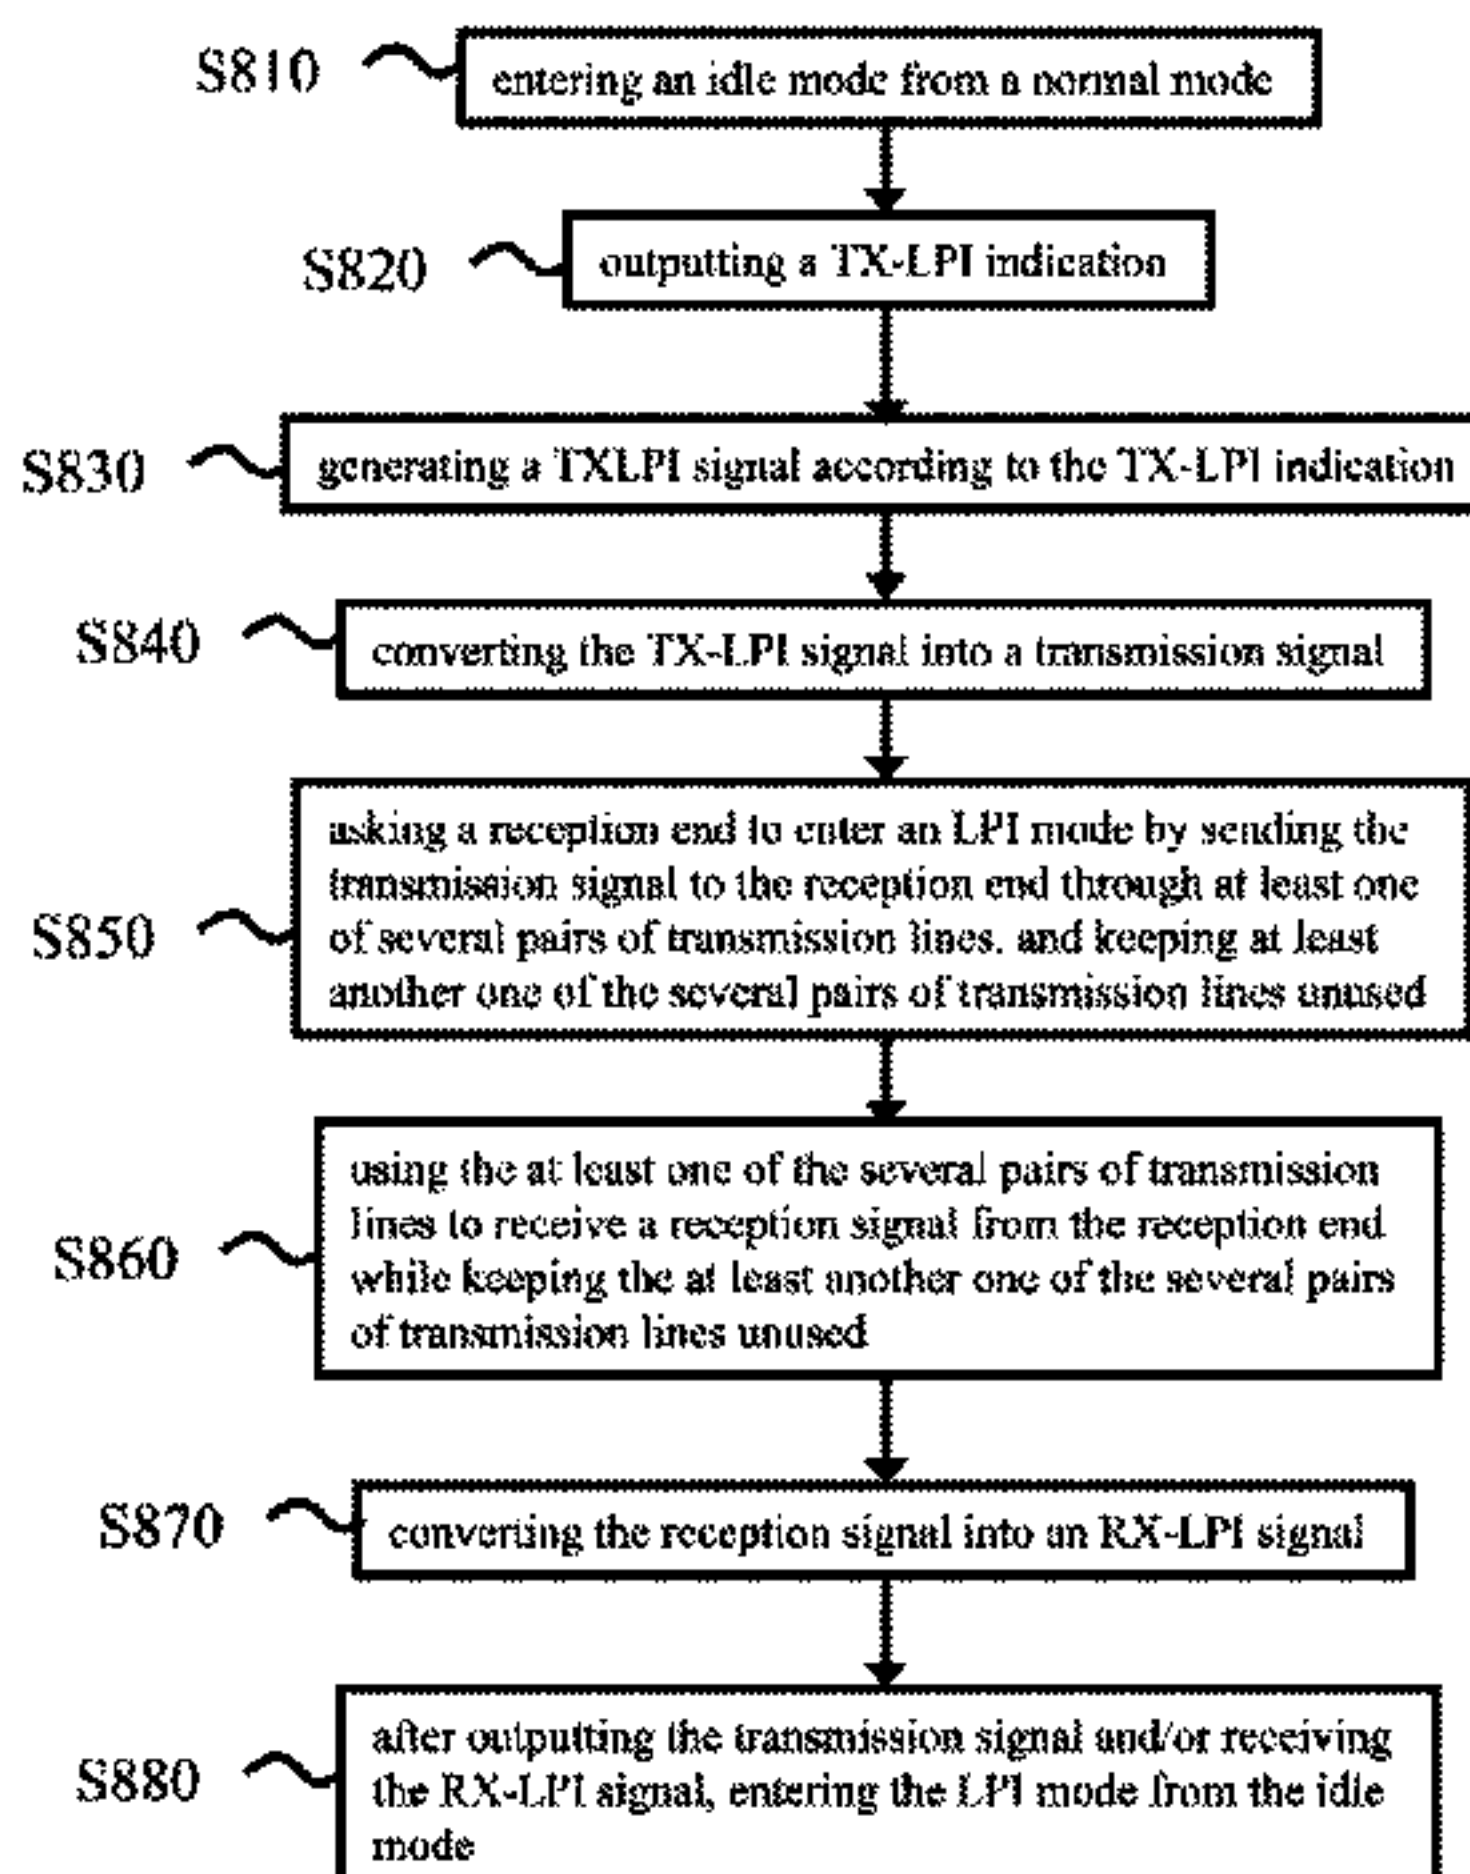 S810
entering an idle mode from a normal mode
S820
outputting a TX-LPI indication
S830
generating a TXLPI signal according to the TX-LPI indication
S840
converting the TX-LPI signal into a transmission signal
S850
asking a reception end to enter an LPI mode by sending the
transmission signal to the reception end through at least one
of several pairs of transmission lines. and keeping at least
another one of the several pairs of transmission lines unused
S860
using the at least one of the several pairs of transmission
lines to receive a reception signal from the reception end
while keeping the at least another one of the several pairs
of transmission lines unused
S870
converting the reception signal into an RX-LPI signal
S880
after outputting the transmission signal and/or receiving
the RX-LPI signal, entering the LPI mode from the idle
mode